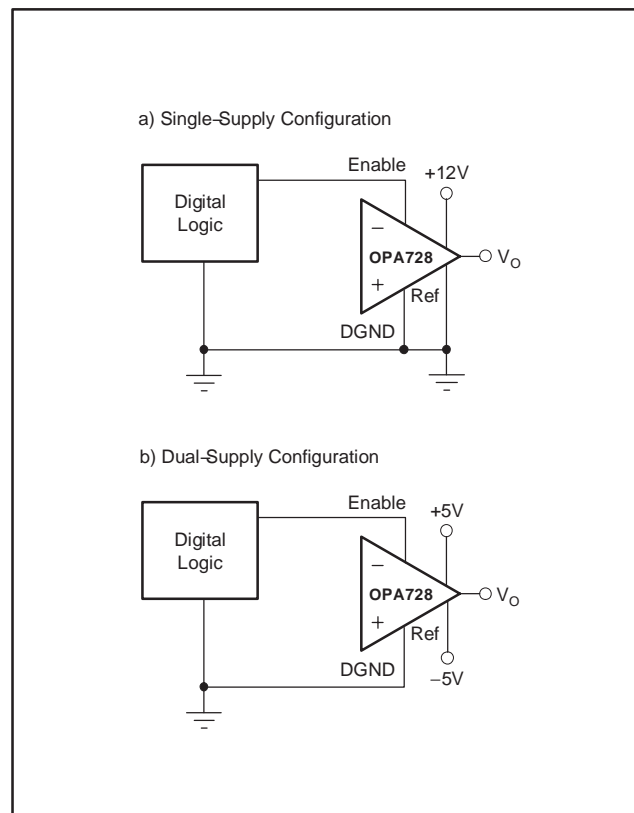 a) Single–Supply Configuration
Enable
+12V
Digital
Logic
−
OPA728
VO
+
Ref
DGND
b) Dual–Supply Configuration
Enable
+5V
Digital
Logic
−
OPA728
VO
+
Ref
DGND
−5V